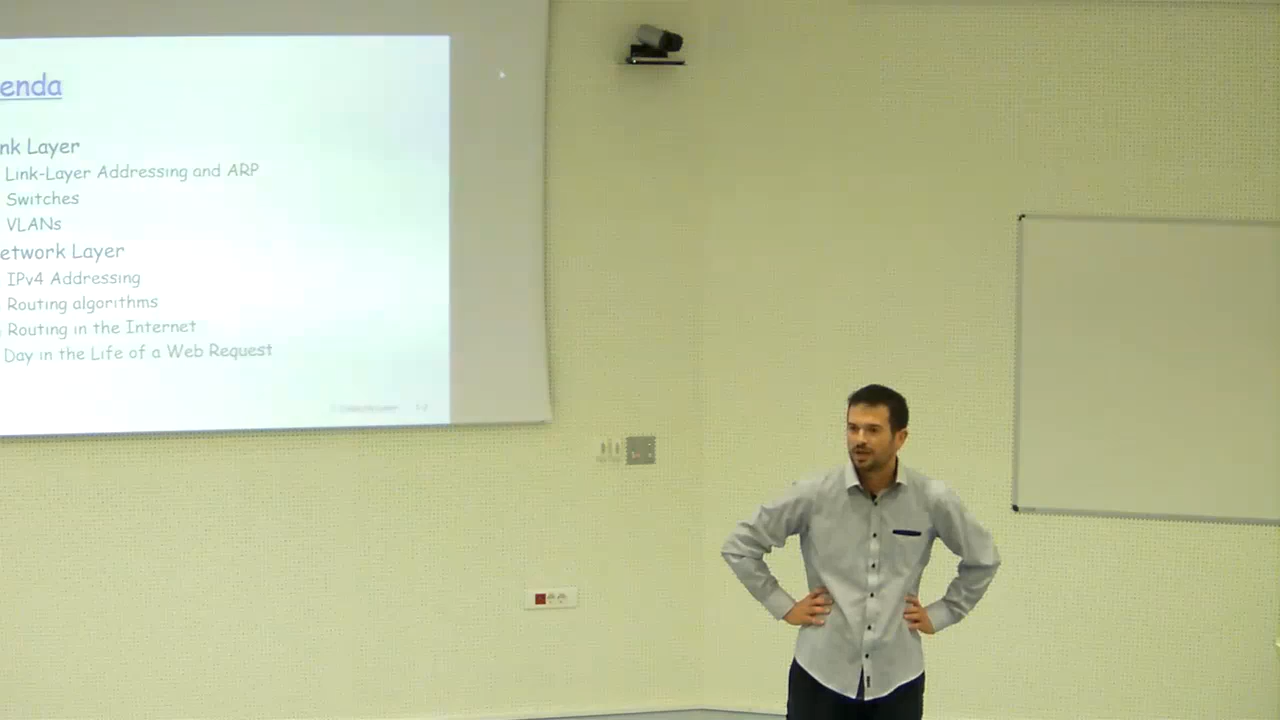 enda
nk Layer
Link-Layer Addressing and ARP
Switches
VLANs
etwork Layer
IPv4 Addressing
Routing algorithms
Routing in the Internet
Day in the Life of a Web Request